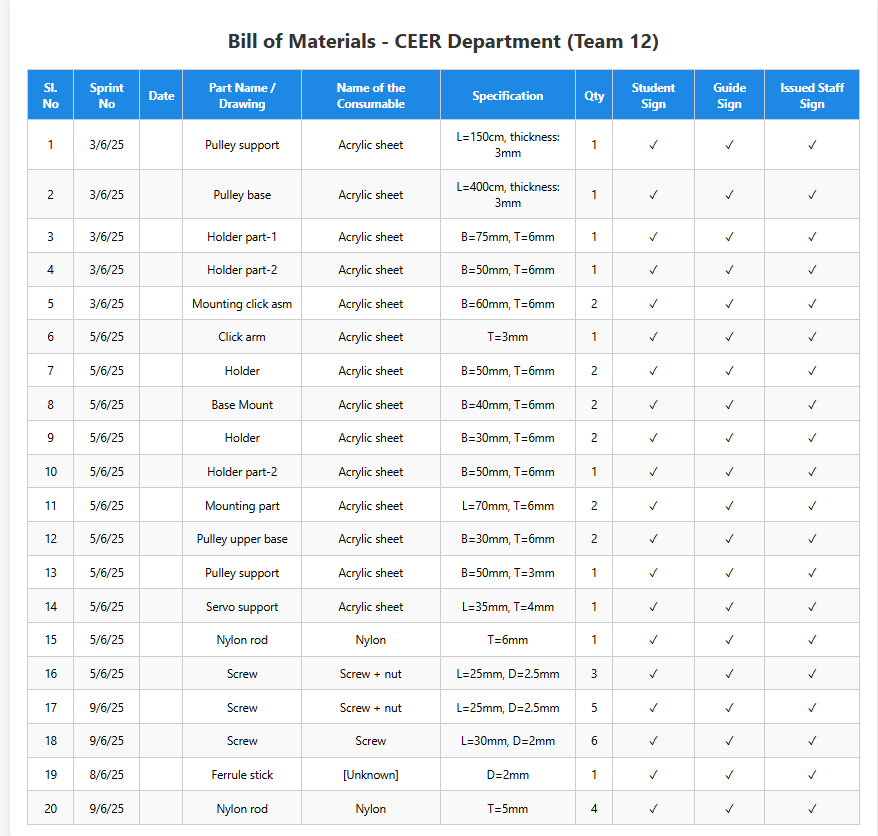 Bill of Materials - CEER Department (Team 12)
Sl. No Sprint No Date Part Name / Drawing Name of the Consumable Specification Qty Student Sign Guide Sign Issued Staff Sign
1 3/6/25 Pulley support Acrylic sheet L=150cm, thickness: 3mm 1 ✓ ✓ ✓
2 3/6/25 Pulley base Acrylic sheet L=400cm, thickness: 3mm 1 ✓ ✓ ✓
3 3/6/25 Holder part-1 Acrylic sheet B=75mm, T=6mm 1 ✓ ✓ ✓
4 3/6/25 Holder part-2 Acrylic sheet B=50mm, T=6mm 1 ✓ ✓ ✓
5 3/6/25 Mounting click asm Acrylic sheet B=60mm, T=6mm 2 ✓ ✓ ✓
6 5/6/25 Click arm Acrylic sheet T=3mm 1 ✓ ✓ ✓
7 5/6/25 Holder Acrylic sheet B=50mm, T=6mm 2 ✓ ✓ ✓
8 5/6/25 Base Mount Acrylic sheet B=40mm, T=6mm 2 ✓ ✓ ✓
9 5/6/25 Holder Acrylic sheet B=30mm, T=6mm 2 ✓ ✓ ✓
10 5/6/25 Holder part-2 Acrylic sheet B=50mm, T=6mm 1 ✓ ✓ ✓
11 5/6/25 Mounting part Acrylic sheet L=70mm, T=6mm 2 ✓ ✓ ✓
12 5/6/25 Pulley upper base Acrylic sheet B=30mm, T=6mm 2 ✓ ✓ ✓
13 5/6/25 Pulley support Acrylic sheet B=50mm, T=3mm 1 ✓ ✓ ✓
14 5/6/25 Servo support Acrylic sheet L=35mm, T=4mm 1 ✓ ✓ ✓
15 5/6/25 Nylon rod Nylon T=6mm 1 ✓ ✓ ✓
16 5/6/25 Screw Screw + nut L=25mm, D=2.5mm 3 ✓ ✓ ✓
17 9/6/25 Screw Screw + nut L=25mm, D=2.5mm 5 ✓ ✓ ✓
18 9/6/25 Screw Screw L=30mm, D=2mm 6 ✓ ✓ ✓
19 8/6/25 Ferrule stick [Unknown] D=2mm 1 ✓ ✓ ✓
20 9/6/25 Nylon rod Nylon T=5mm 4 ✓ ✓ ✓